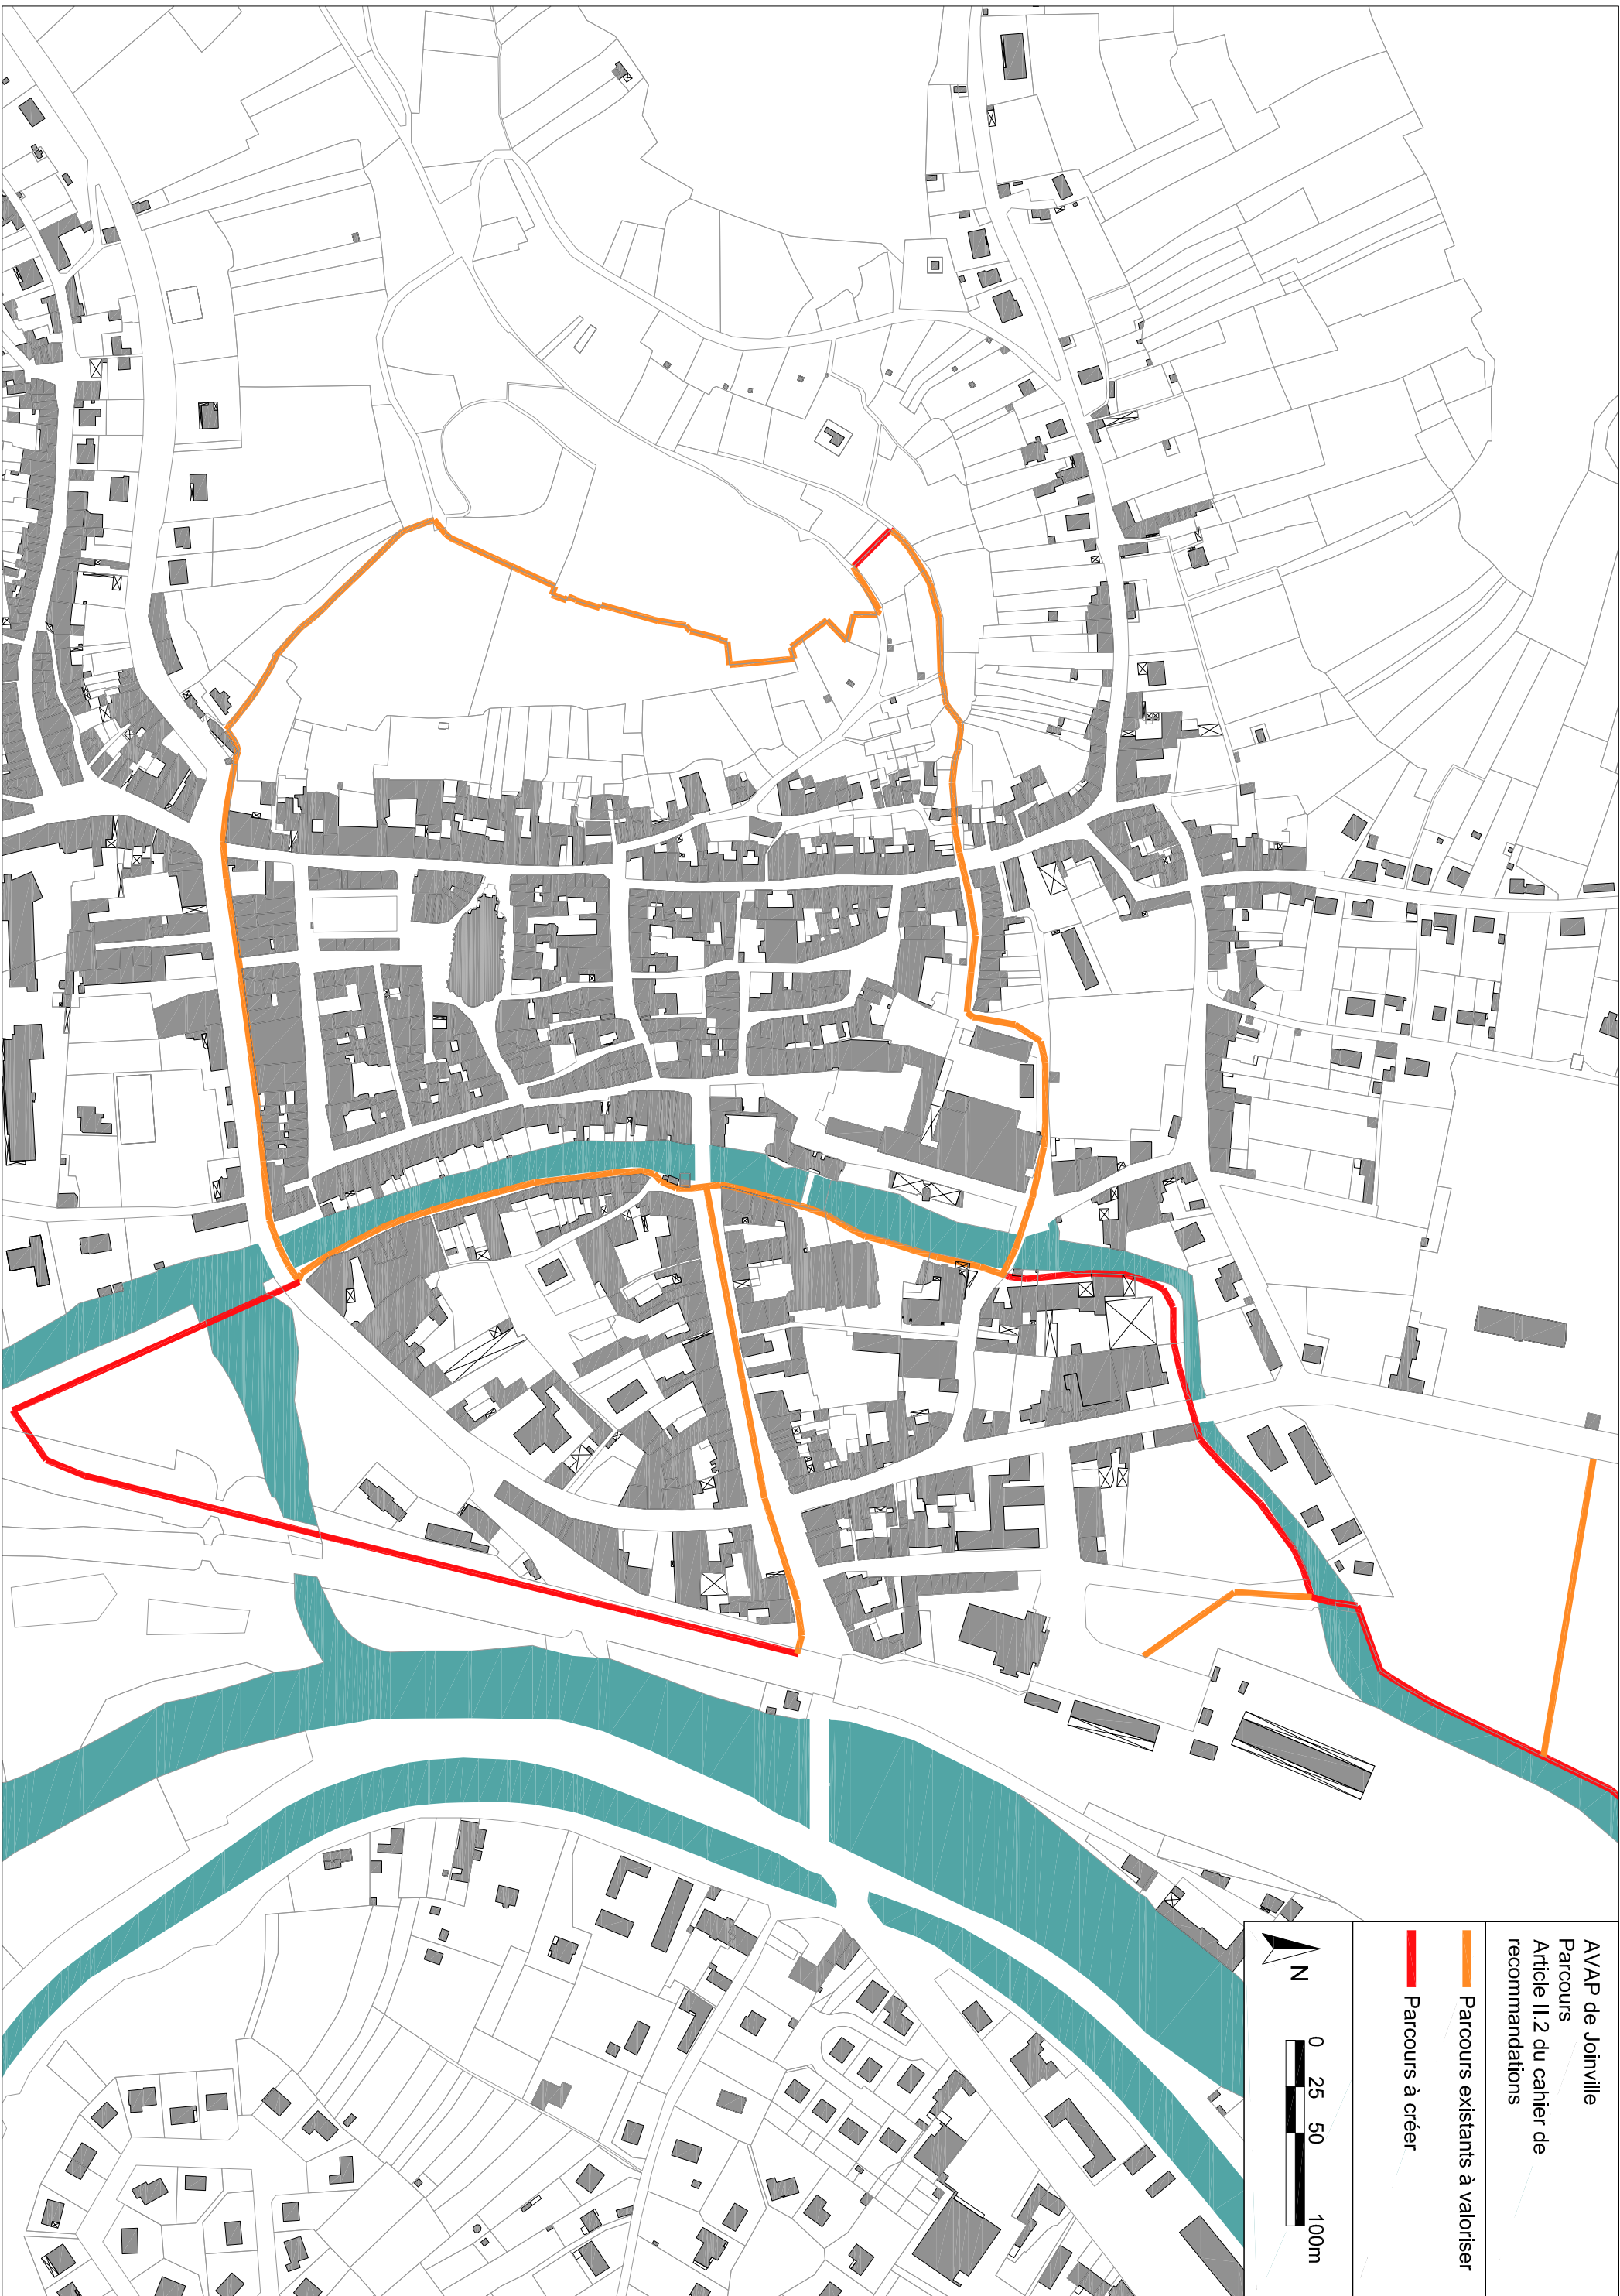 AVAP de Joinville
Parcours
Article II.2 du cahier de
recommandations
Parcours existants à valoriser
Parcours à créer
N
0 25 50 100m